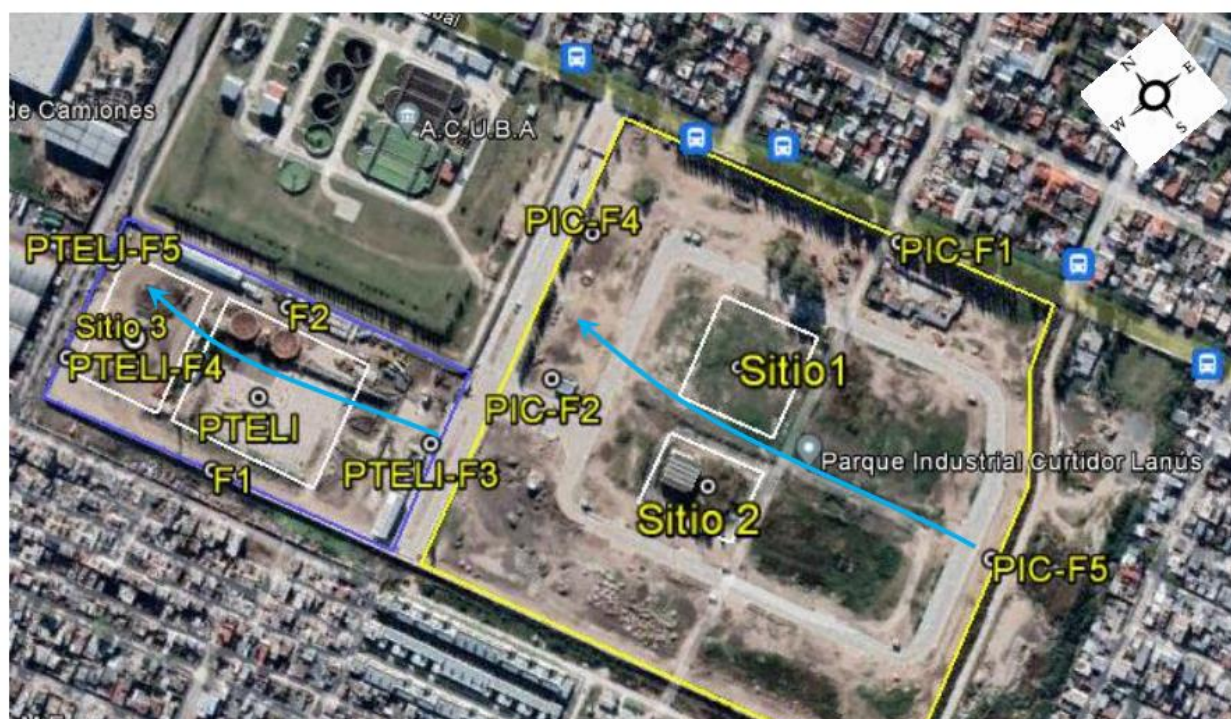 de Camiones
A.C.U.B.A
N
E
W
S
PIC-F4
PIC-F1
PTELI-F5
F2
Sitio 3
PTELI-F4
PIC-F2
Sitio1
PTELI
F1
PTELI-F3
Parque Industrial Curtidor Lanús
Sitio 2
PIC-F5